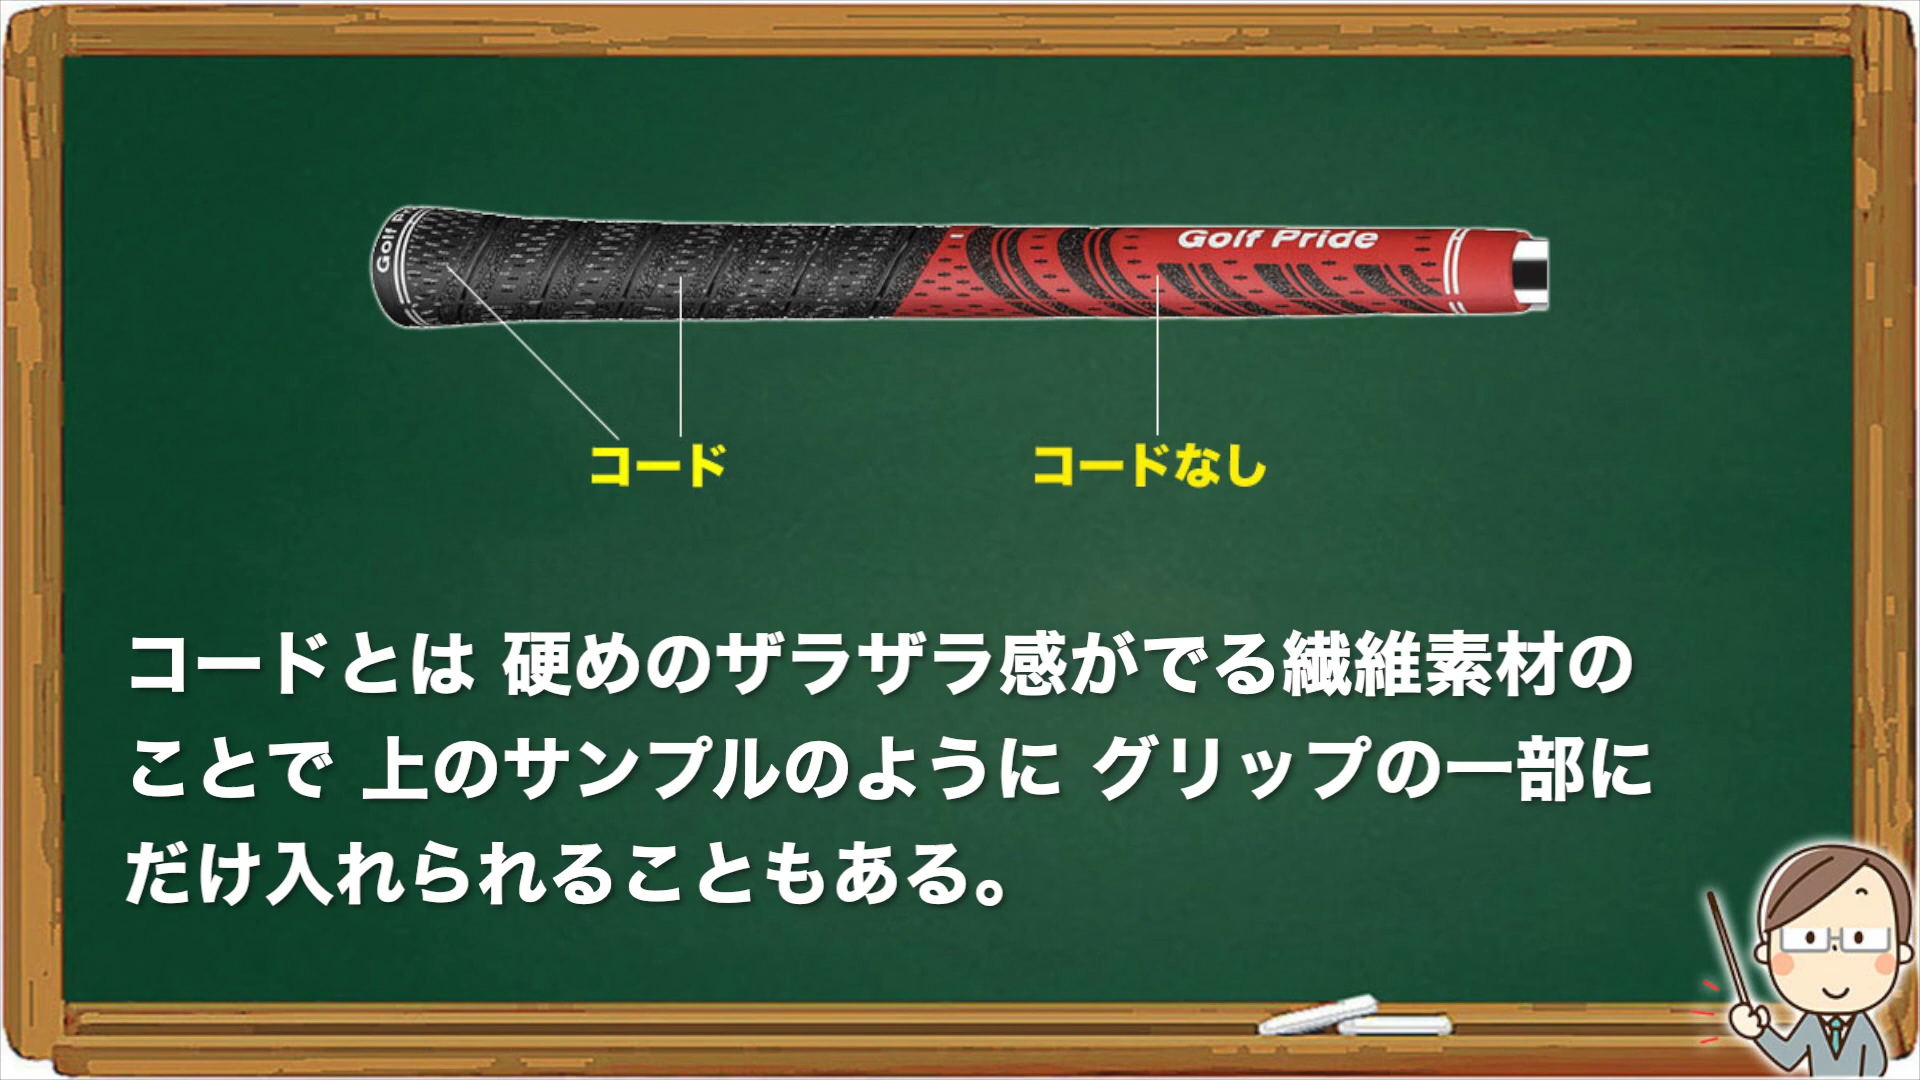 Golf Pride
Golf Pr
コード
コードなし
コードとは 硬めのザラザラ感がでる繊維素材の
ことで 上のサンプルのように グリップの一部に
だけ入れられることもある。